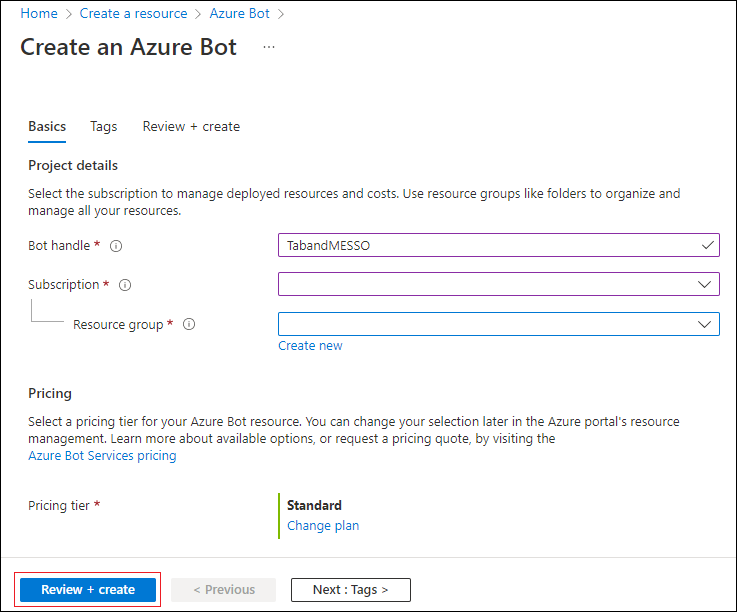 Home > Create a resource > Azure Bot >
Create an Azure Bot ...
Basics Tags Review + create
Project details
Select the subscription to manage deployed resources and costs. Use resource groups like folders to organize and
manage all your resources.
Bot handle * TabandMESSO
Subscription *
Resource group *
Create new
Pricing
Select a pricing tier for your Azure Bot resource. You can change your selection later in the Azure portal's resource
management. Learn more about available options, or request a pricing quote, by visiting the
Azure Bot Services pricing
Pricing tier * Standard
Change plan
Review + create < Previous Next : Tags >